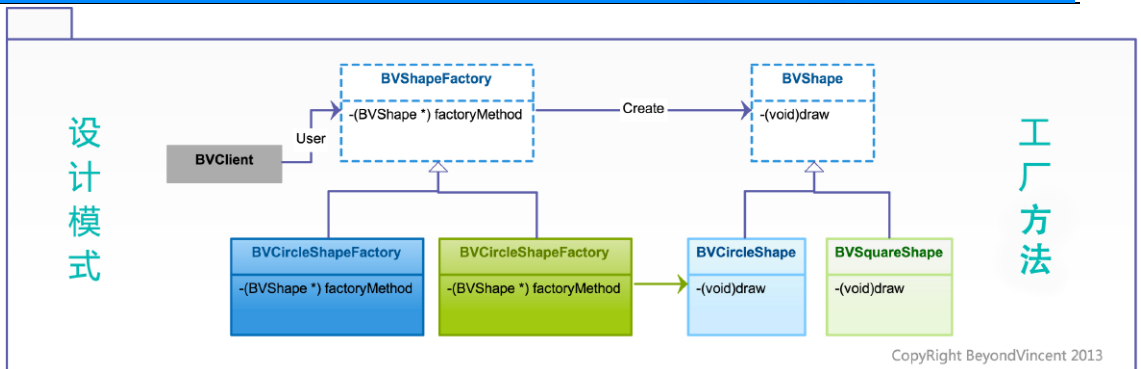 设计模式
BVClient
User
BVShapeFactory
-(BVShape *) factoryMethod
Create
BVShape
-(void)draw
BVCircleShapeFactory
-(BVShape *) factoryMethod
BVCircleShapeFactory
-(BVShape *) factoryMethod
BVCircleShape
-(void)draw
BVSquareShape
-(void)draw
工厂方法
CopyRight BeyondVincent 2013